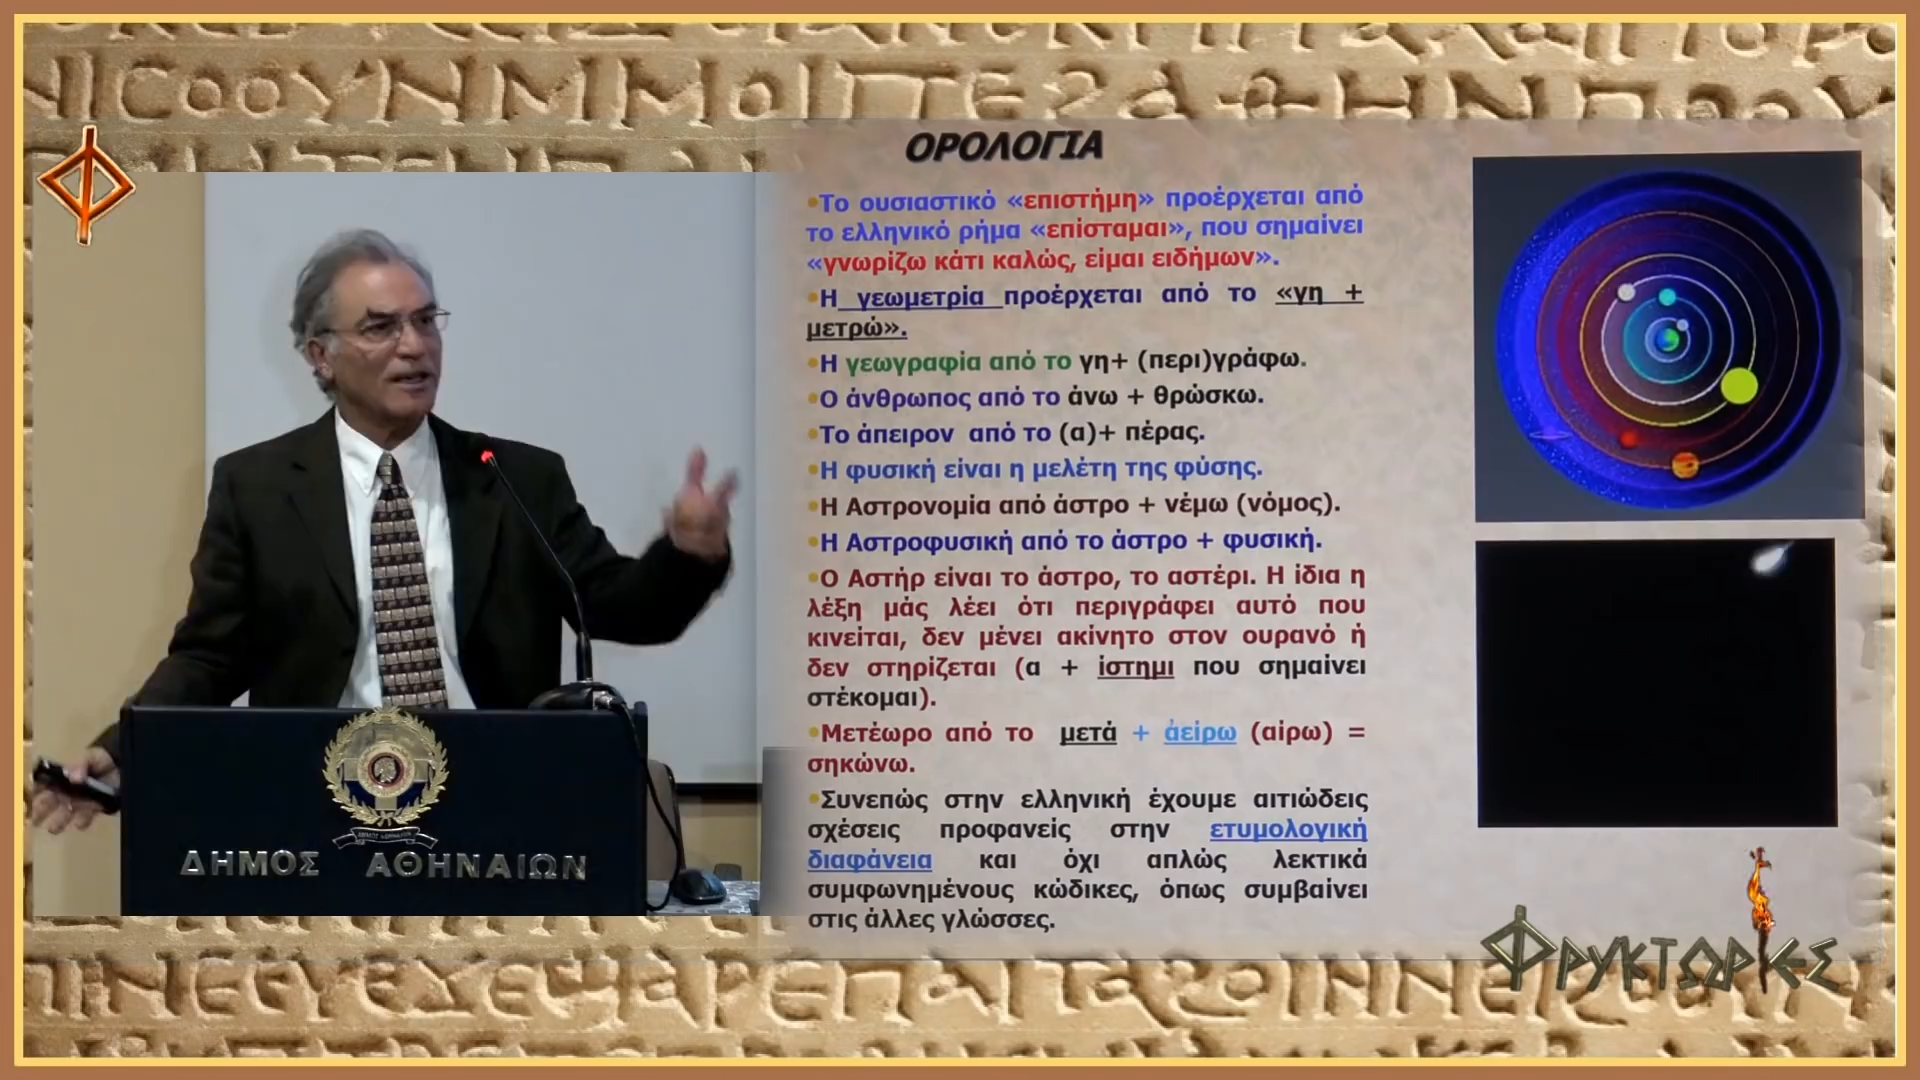 ΟΡΟΛΟΓΙΑ
•Το ουσιαστικό «επιστήμη» προέρχεται από
το ελληνικό ρήμα «επίσταμαι», που σημαίνει
«γνωρίζω κάτι καλώς, είμαι ειδήμων».
•Η γεωμετρία προέρχεται από το «γη +
μετρώ».
•Η γεωγραφία από το γη+ (περι)γράφω.
•Ο άνθρωπος από το άνω + θρώσκω.
•Το άπειρον από το (α)+ πέρας.
•Η φυσική είναι η μελέτη της φύσης.
•Η Αστρονομία από άστρο + νέμω (νόμος).
•Η Αστροφυσική από το άστρο + φυσική.
•Ο Αστήρ είναι το άστρο, το αστέρι. Η ίδια η
λέξη μάς λέει ότι περιγράφει αυτό που
κινείται, δεν μένει ακίνητο στον ουρανό ή
δεν στηρίζεται (α + ίστημι που σημαίνει
στέκομαι).
•Μετέωρο από το μετά + ἀείρω (αίρω) =
σηκώνω.
•Συνεπώς στην ελληνική έχουμε αιτιώδεις
σχέσεις προφανείς στην ετυμολογική
διαφάνεια και όχι απλώς λεκτικά
συμφωνημένους κώδικες, όπως συμβαίνει
στις άλλες γλώσσες.
ΔΗΜΟΣ ΑΘΗΝΑΙΩΝ
ΦΡΥΚΤΩΡΙΕΣ